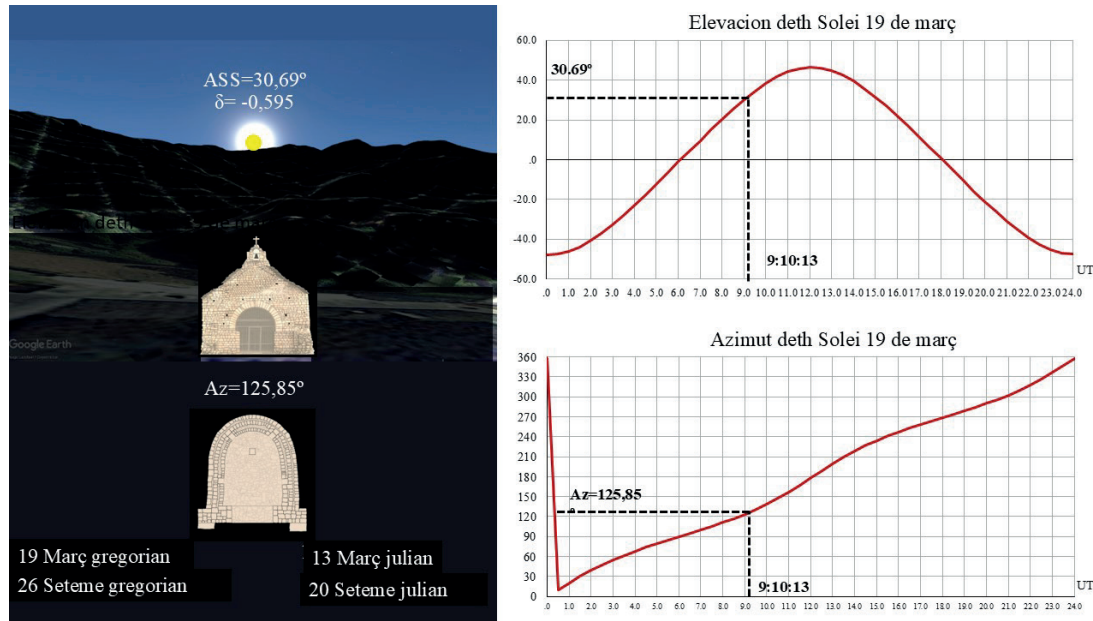 ASS=30,69º
δ= -0,595
Google Earth
Az=125,85º
19 Març gregorian
26 Seteme gregorian
13 Març julian
20 Seteme julian
Elevacion deth Solei 19 de març
60.0
40.0
20.0
.0
-20.0
-40.0
-60.0
30.69º
9:10:13
UT
.0 1.0 2.0 3.0 4.0 5.0 6.0 7.0 8.0 9.0 10.0 11.0 12.0 13.0 14.0 15.0 16.0 17.0 18.0 19.0 20.0 21.0 22.0 23.0 24.0
Azimut deth Solei 19 de març
360
330
300
270
240
210
180
150
120
90
60
30
0
Az=125,85
º
9:10:13
UT
.0 1.0 2.0 3.0 4.0 5.0 6.0 7.0 8.0 9.0 10.0 11.0 12.0 13.0 14.0 15.0 16.0 17.0 18.0 19.0 20.0 21.0 22.0 23.0 24.0